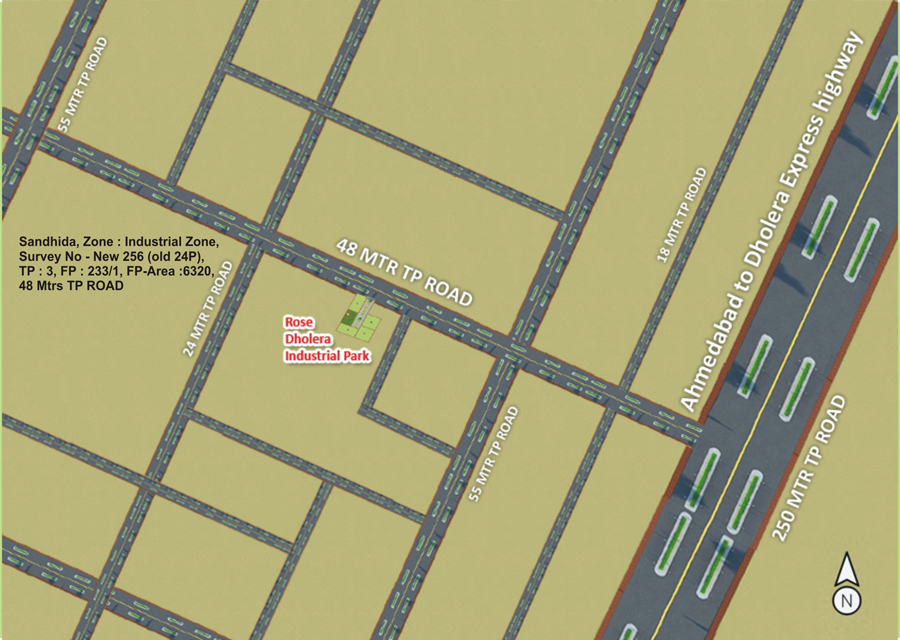 55 MTR TP ROAD
Ahmedabad to Dholera Express highway
18 MTR TP ROAD
Sandhida, Zone : Industrial Zone,
Survey No - New 256 (old 24P),
TP : 3, FP : 233/1, FP-Area :6320,
48 Mtrs TP ROAD
48 MTR TP ROAD
24 MTR TP ROAD
Rose
Dholera
Industrial Park
55 MTR TP ROAD
250 MTR TP ROAD
N